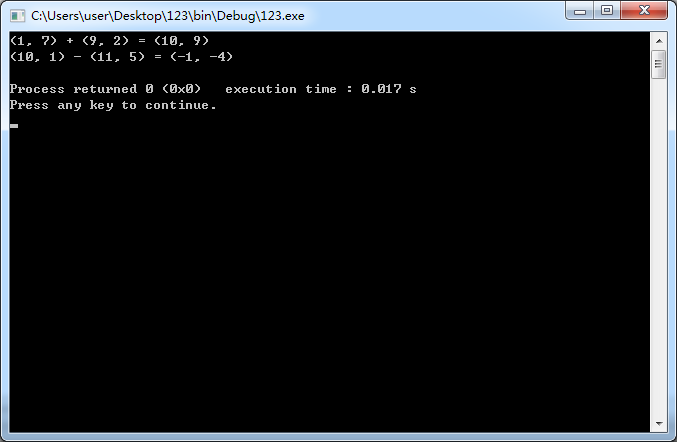 C:\Users\user\Desktop\123\bin\Debug\123.exe
(1, 7) + (9, 2) = (10, 9)
(10, 1) - (11, 5) = (-1, -4)
Process returned 0 (0x0)   execution time : 0.017 s
Press any key to continue.